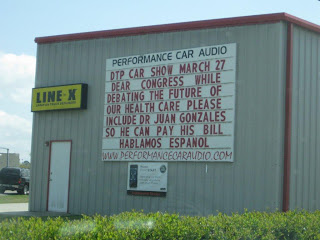 PERFORMANCE CAR AUDIO
DTP CAR SHOW MARCH 27
DEAR CONGRESS WHILE
DEBATING THE FUTURE OF
OUR HEALTH CARE PLEASE
INCLUDE DR JUAN GONZALES
SO HE CAN PAY HIS BILL
HABLAMOS ESPANOL
WWW.PERFORMANCECARAUDIO.COM
LINE-X